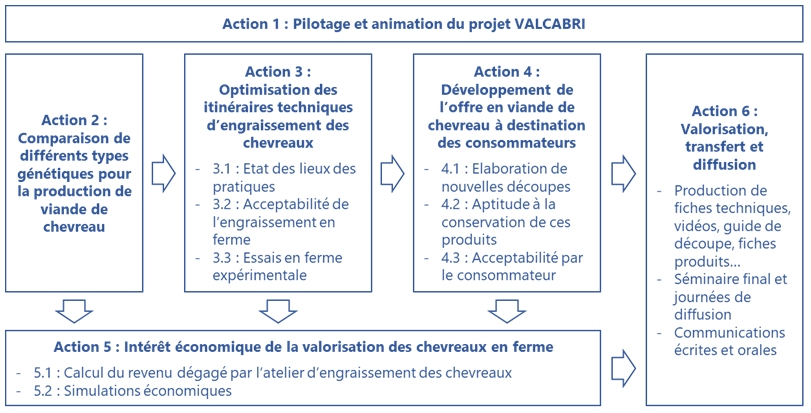 Action 1 : Pilotage et animation du projet VALCABRI
Action 2 :
Comparaison de
différents types
génétiques pour
la production de
viande de
chevreau
Action 3 :
Optimisation des
itinéraires techniques
d'engraissement des
chevreaux
- 3.1 : Etat des lieux des
pratiques
- 3.2 : Acceptabilité de
l'engraissement en
ferme
- 3.3 : Essais en ferme
expérimentale
Action 4 :
Développement de
l'offre en viande de
chevreau à destination
des consommateurs
- 4.1 : Elaboration de
nouvelles découpes
- 4.2 : Aptitude à la
conservation de ces
produits
- 4.3 : Acceptabilité par
le consommateur
Action 5 : Intérêt économique de la valorisation des chevreaux en ferme
- 5.1 : Calcul du revenu dégagé par l'atelier d'engraissement des chevreaux
- 5.2 : Simulations économiques
Action 6 :
Valorisation,
transfert et
diffusion
- Production de
fiches techniques,
vidéos, guide de
découpe, fiches
produits…
- Séminaire final et
journées de
diffusion
- Communications
écrites et orales